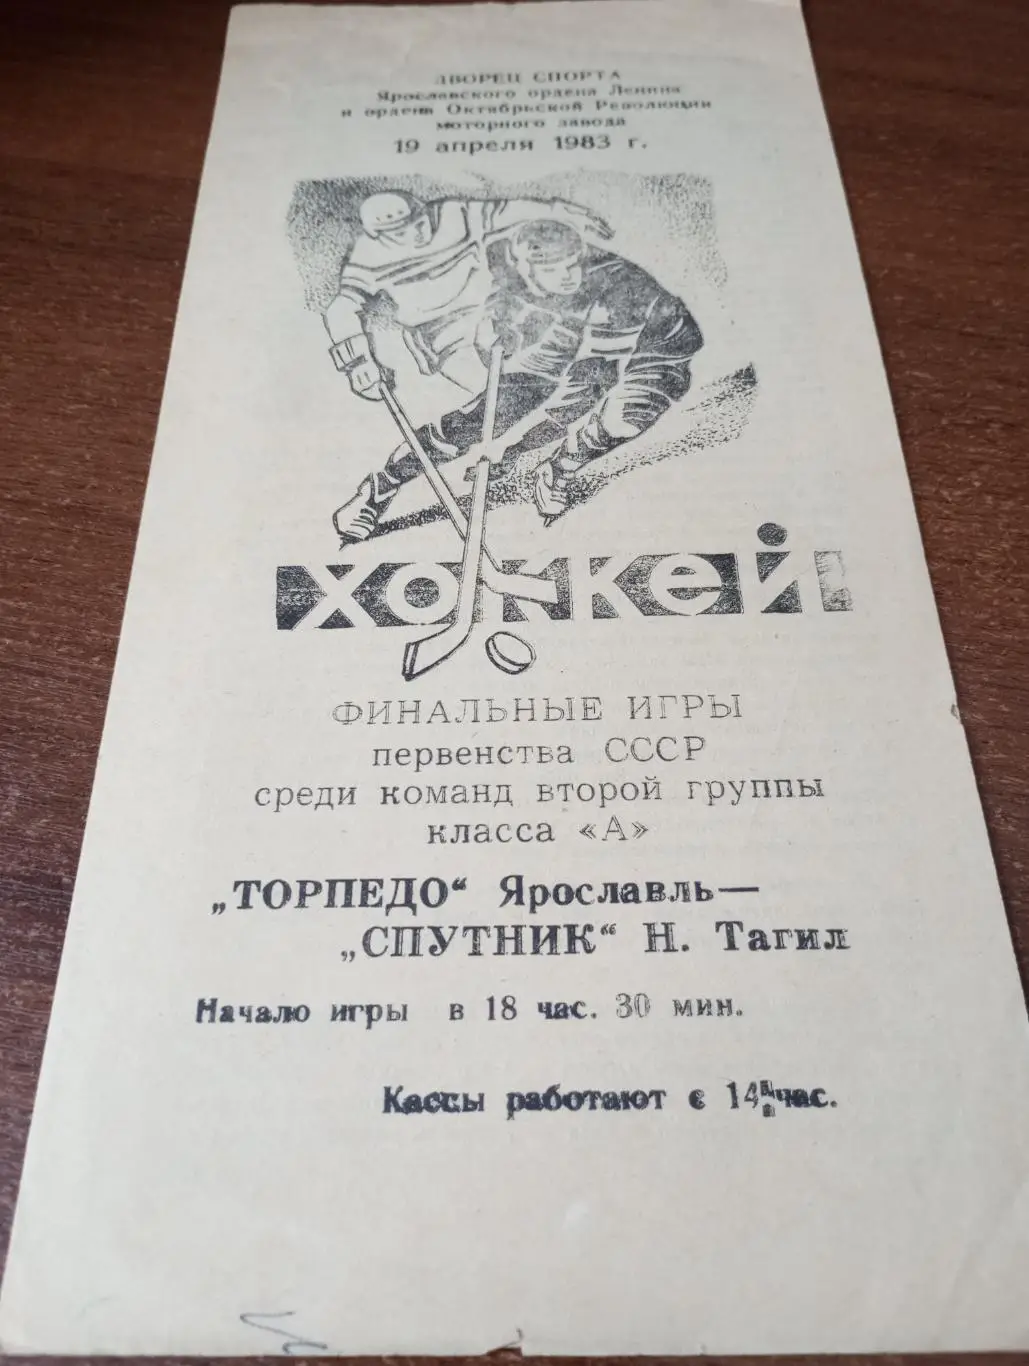 ДВОРЕЦ СПОРТА
Ярославского ордена Ленина
и ордена Октябрьской Революции
моторного завода
19 апреля 1983 г.
хоккей
ФИНАЛЬНЫЕ ИГРЫ
первенства СССР
среди команд второй группы
класса «А»
„ТОРПЕДО“ Ярославль—
„СПУТНИК“ Н. Тагил
Начало игры в 18 час. 30 мин.
Кассы работают с 14 час.